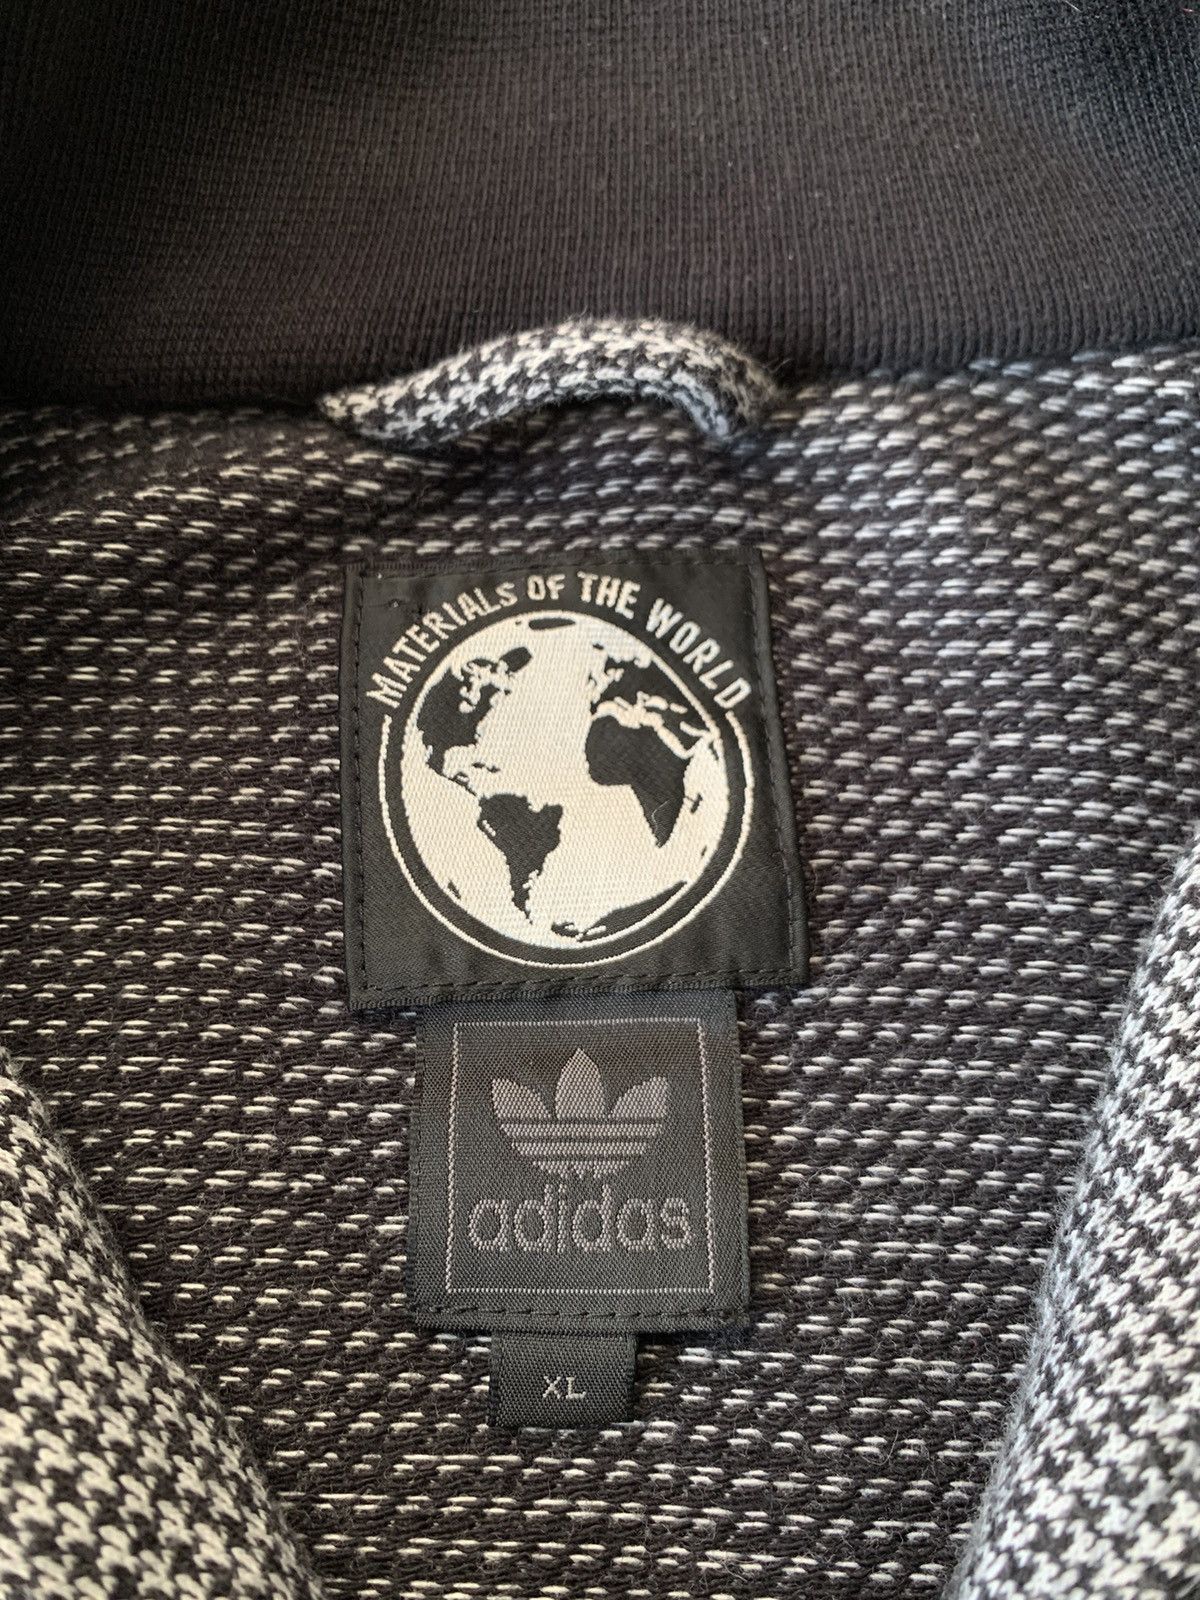 MATERIALS OF THE WORLD
adidas
XL